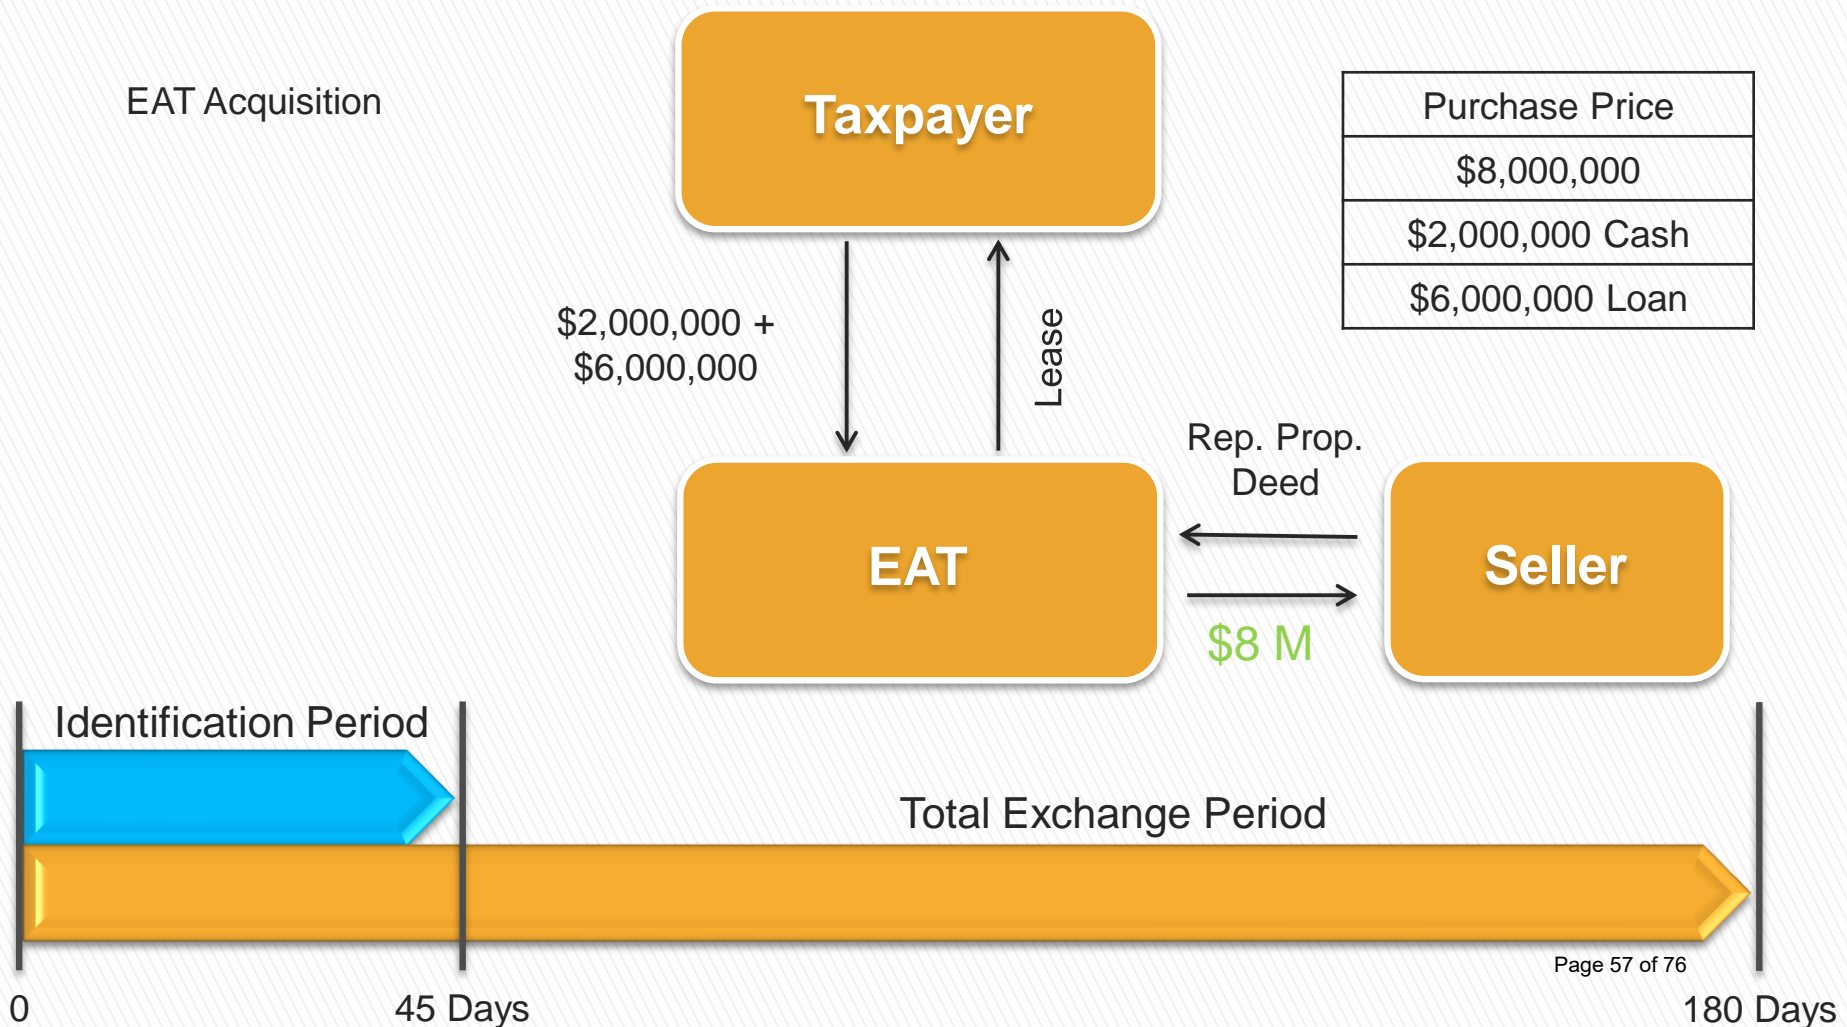 EAT Acquisition
Taxpayer
Purchase Price
$8,000,000
$2,000,000 Cash
$6,000,000 Loan
$2,000,000 +
$6,000,000
Lease
Rep. Prop.
Deed
EAT
Seller
$8 M
Identification Period
Total Exchange Period
Page 57 of 76
0
45 Days
180 Days